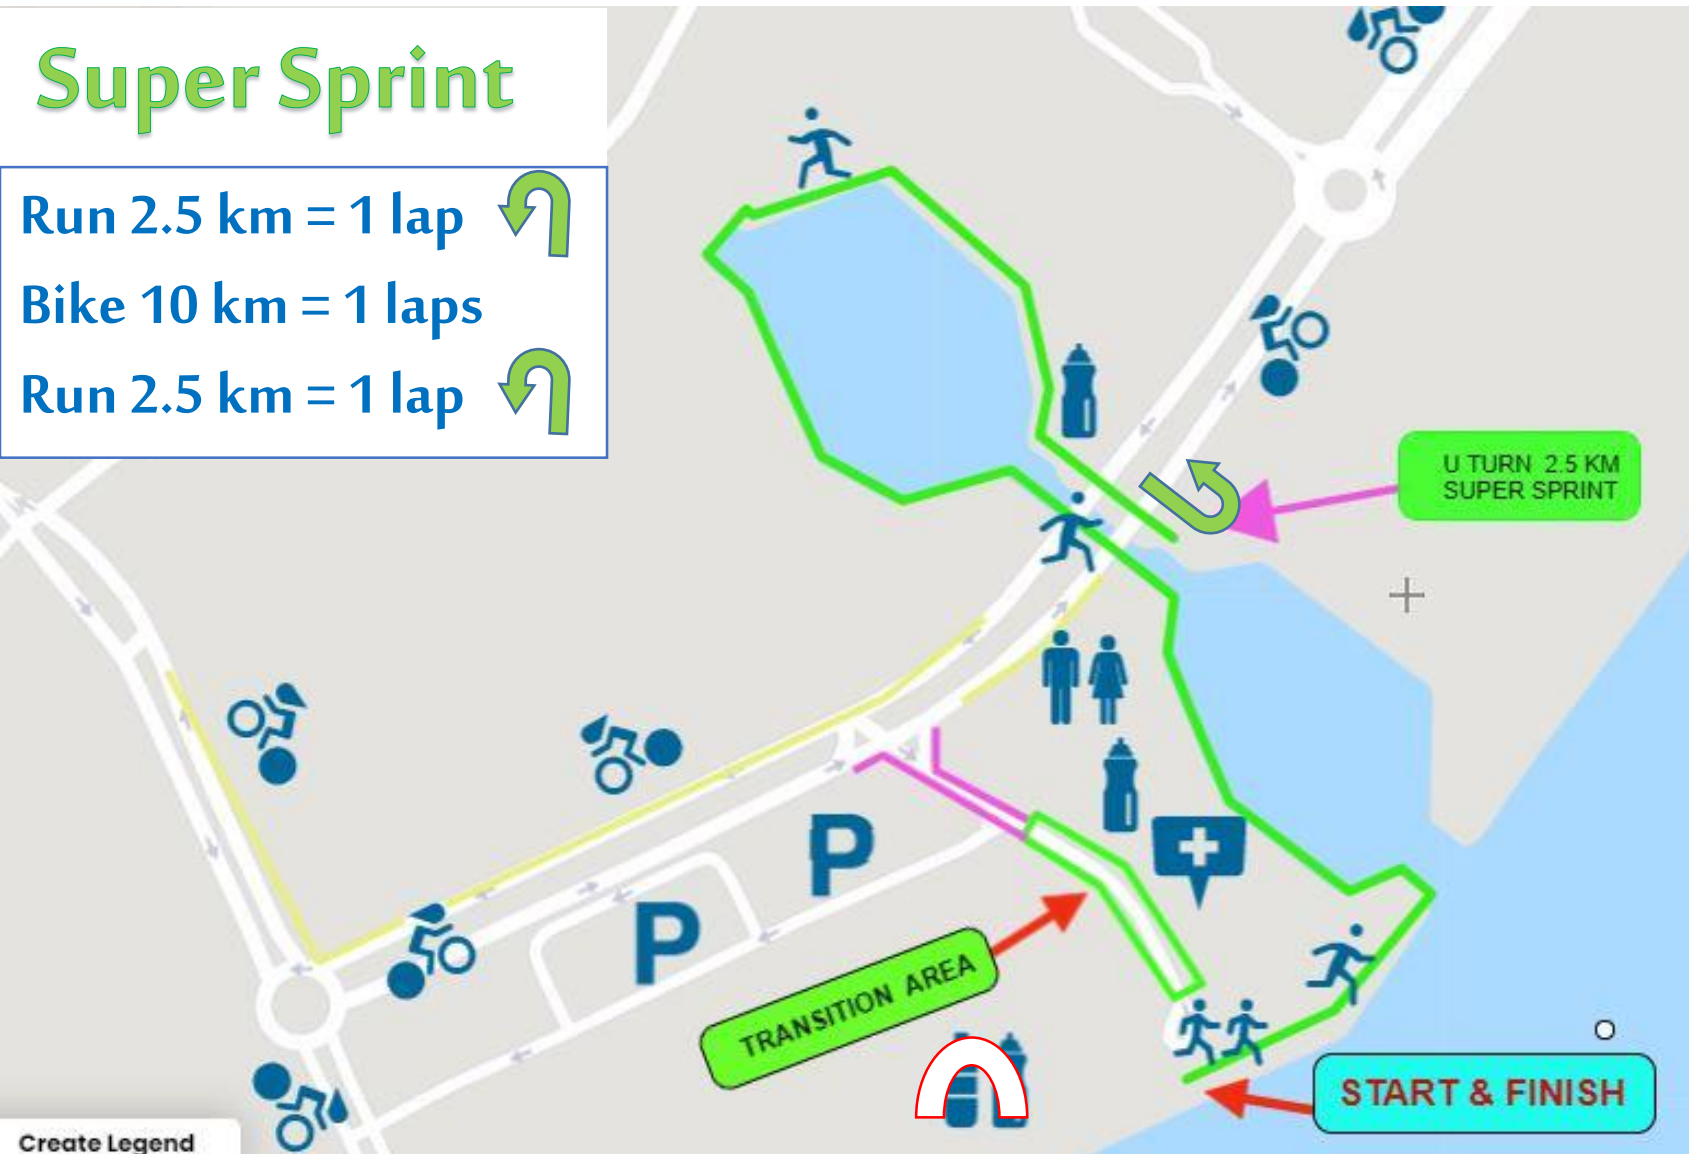 Super Sprint
Run 2.5 km = 1 lap
Bike 10 km = 1 laps
Run 2.5 km = 1 lap
U TURN 2.5 KM
SUPER SPRINT
P
P
TRANSITION AREA
START & FINISH
Create Legend